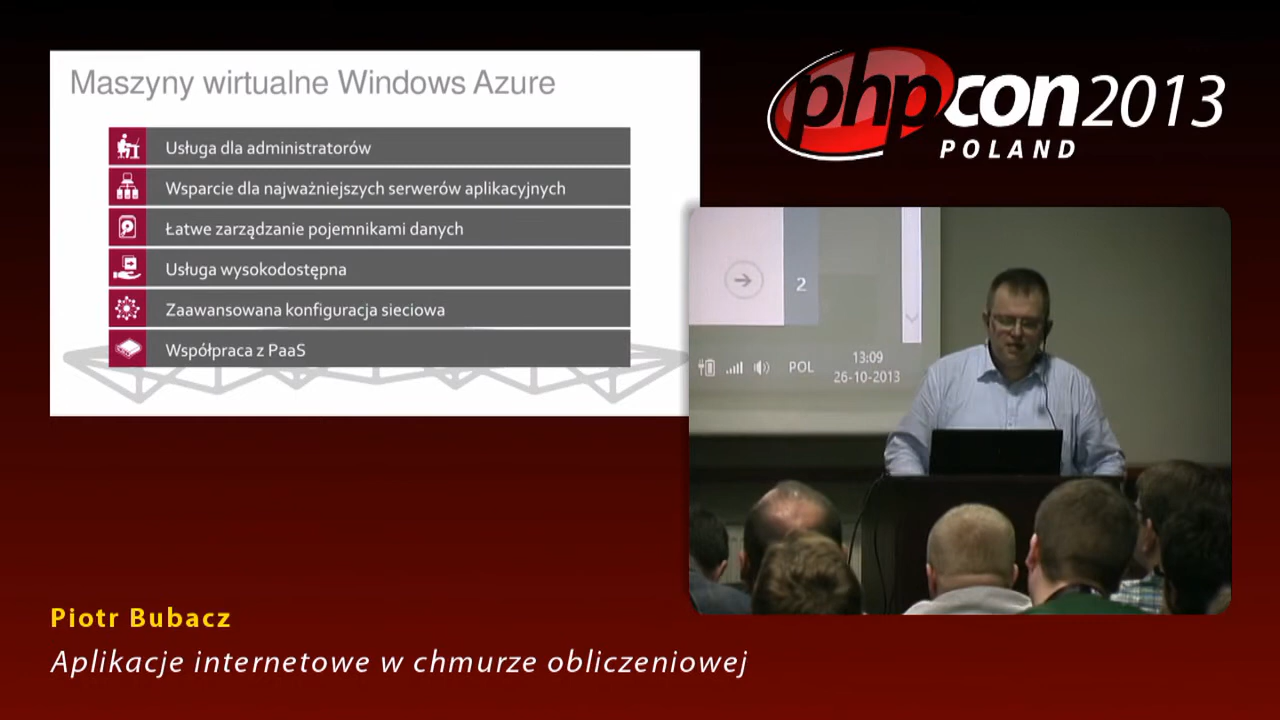 Maszyny wirtualne Windows Azure
Usługa dla administratorów
Wsparcie dla najważniejszych serwerów aplikacyjnych
Łatwe zarządzanie pojemnikami danych
Usługa wysokodostępna
Zaawansowana konfiguracja sieciowa
Współpraca z PaaS
phpcon2013
POLAND
2
POL
13:09
26-10-2013
Piotr Bubacz
Aplikacje internetowe w chmurze obliczeniowej